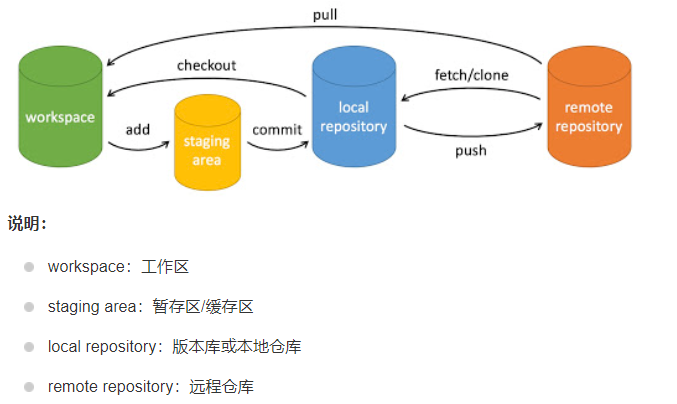 pull
checkout
fetch/clone
workspace
local
repository
remote
repository
add
staging
area
commit
push
说明：
workspace：工作区
staging area：暂存区/缓存区
local repository：版本库或本地仓库
remote repository：远程仓库